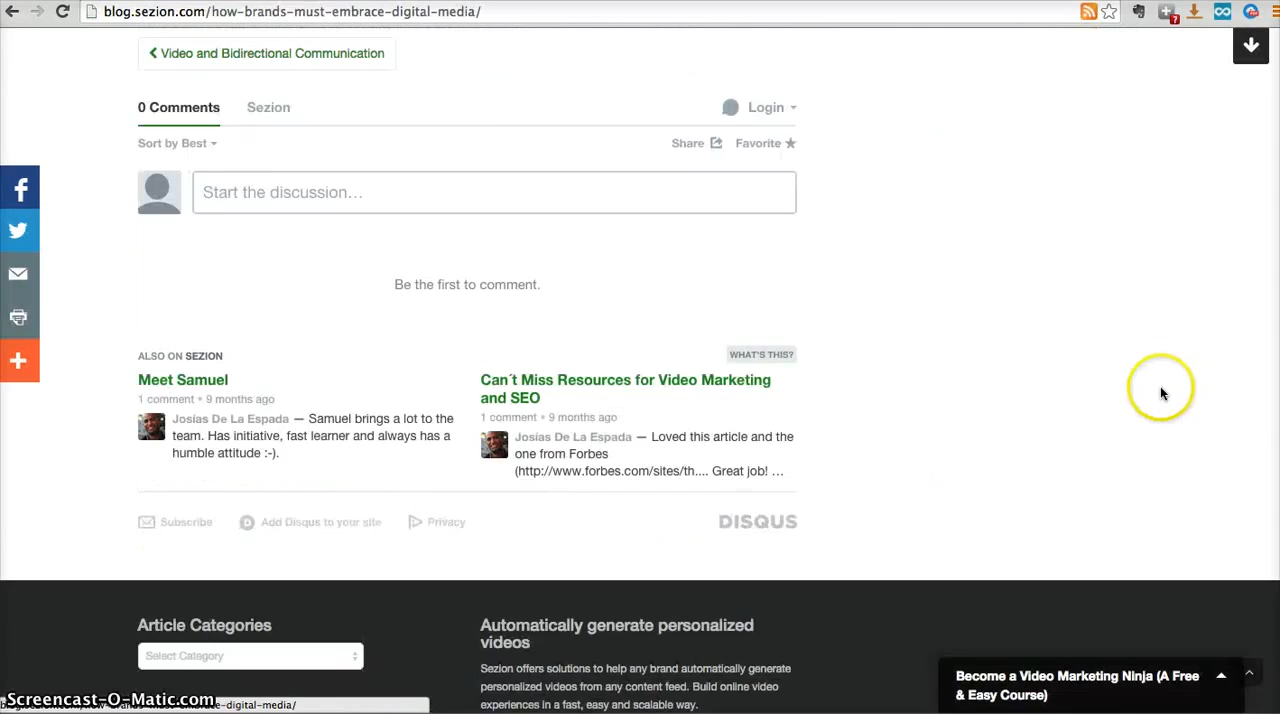 blog.sezion.com/how-brands-must-embrace-digital-media/
Video and Bidirectional Communication
0 Comments Sezion Login
Sort by Best Share Favorite
Start the discussion…
Be the first to comment.
ALSO ON SEZION WHAT'S THIS?
Meet Samuel
1 comment • 9 months ago
Josías De La Espada — Samuel brings a lot to the
team. Has initiative, fast learner and always has a
humble attitude :-).
Can´t Miss Resources for Video Marketing
and SEO
1 comment • 9 months ago
Josías De La Espada — Loved this article and the
one from Forbes
(http://www.forbes.com/sites/th.... Great job! …
Subscribe Add Disqus to your site Privacy DISQUS
Article Categories
Select Category
Automatically generate personalized
videos
Sezion offers solutions to help any brand automatically generate
personalized videos from any content feed. Build online video
experiences in a fast, easy and scalable way.
Become a Video Marketing Ninja (A Free
& Easy Course)
Screencast-O-Matic.com